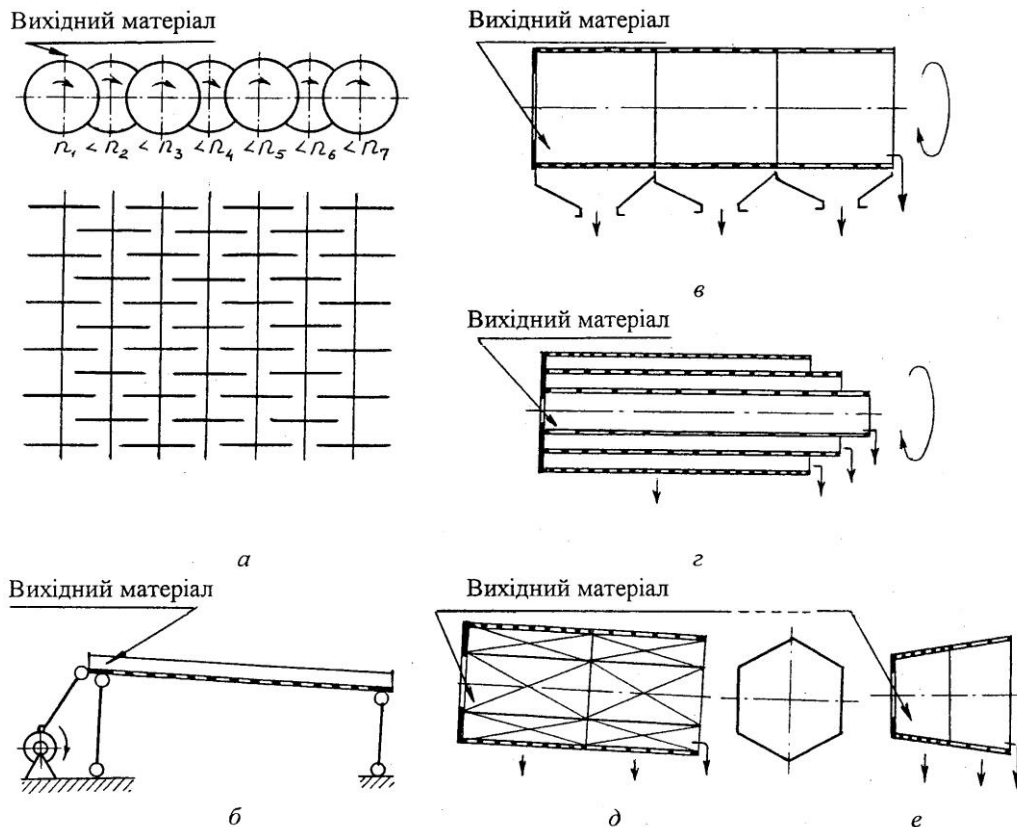 Вихідний матеріал
n₁ < n₂ < n₃ < n₄ < n₅ < n₆ < n₇
а
Вихідний матеріал
в
Вихідний матеріал
г
Вихідний матеріал
б
Вихідний матеріал
д
е